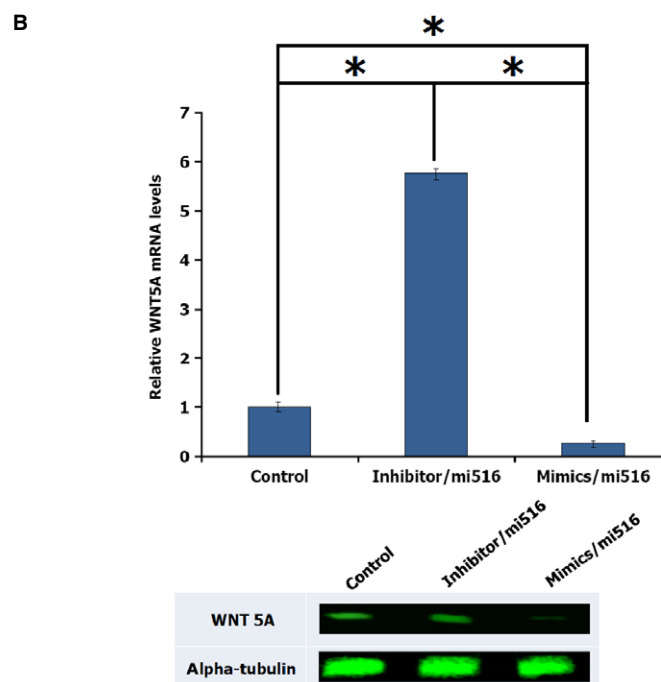 B
*
* *
7
6
5
4
3
2
1
0
Relative WNT5A mRNA levels
Control Inhibitor/mi516 Mimics/mi516
Control Inhibitor/mi516 Mimics/mi516
WNT 5A
Alpha-tubulin